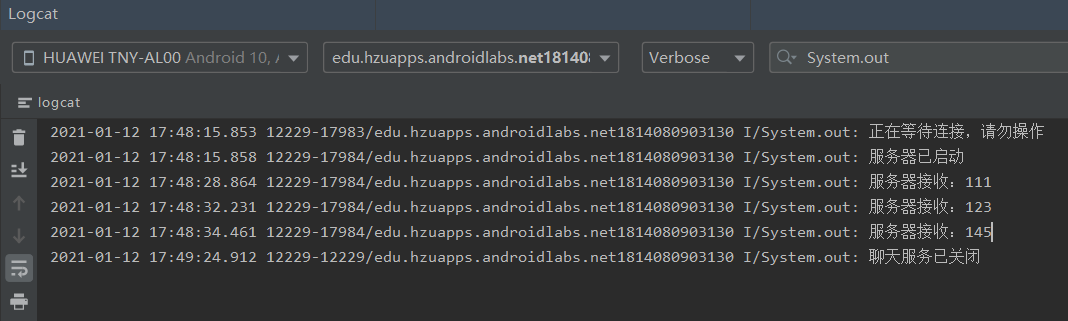 Logcat
HUAWEI TNY-AL00 Android 10, edu.hzuapps.androidlabs.net18140 Verbose System.out
logcat
2021-01-12 17:48:15.853 12229-17983/edu.hzuapps.androidlabs.net1814080903130 I/System.out: 正在等待连接，请勿操作
2021-01-12 17:48:15.858 12229-17984/edu.hzuapps.androidlabs.net1814080903130 I/System.out: 服务器已启动
2021-01-12 17:48:28.864 12229-17984/edu.hzuapps.androidlabs.net1814080903130 I/System.out: 服务器接收：111
2021-01-12 17:48:32.231 12229-17984/edu.hzuapps.androidlabs.net1814080903130 I/System.out: 服务器接收：123
2021-01-12 17:48:34.461 12229-17984/edu.hzuapps.androidlabs.net1814080903130 I/System.out: 服务器接收：145
2021-01-12 17:49:24.912 12229-12229/edu.hzuapps.androidlabs.net1814080903130 I/System.out: 聊天服务已关闭